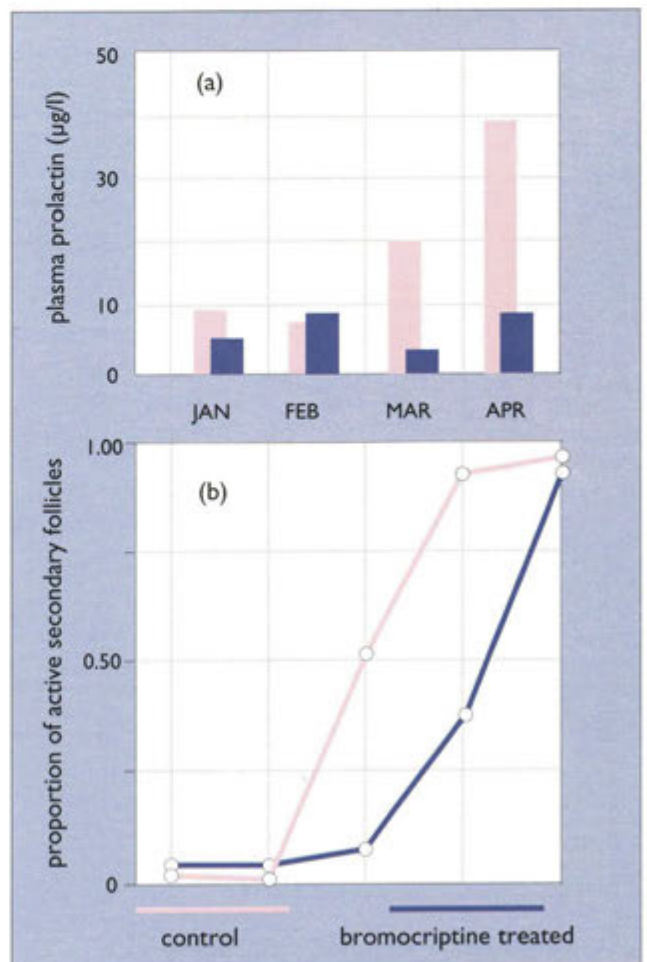 (a)
plasma prolactin (µg/l)
50
30
10
0
JAN FEB MAR APR
(b)
proportion of active secondary follicles
1.00
0.50
0
control bromocriptine treated